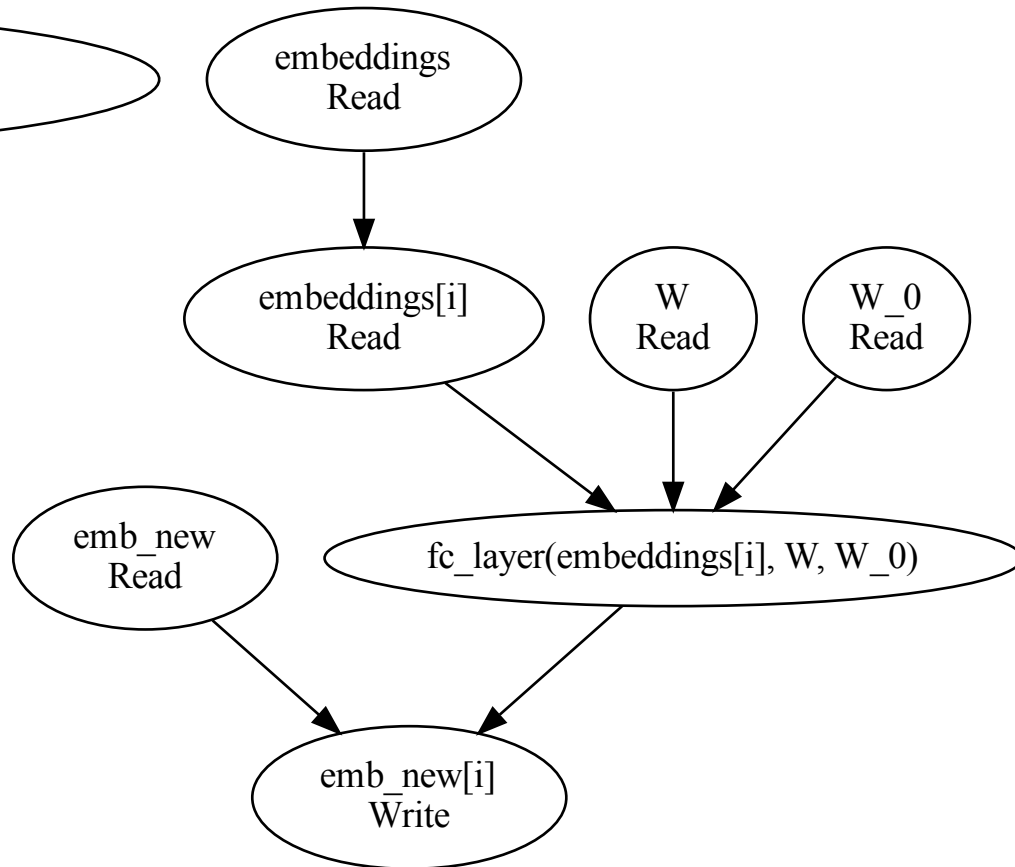 embeddings
Read
embeddings[i]
Read
W
Read
W_0
Read
emb_new
Read
fc_layer(embeddings[i], W, W_0)
emb_new[i]
Write